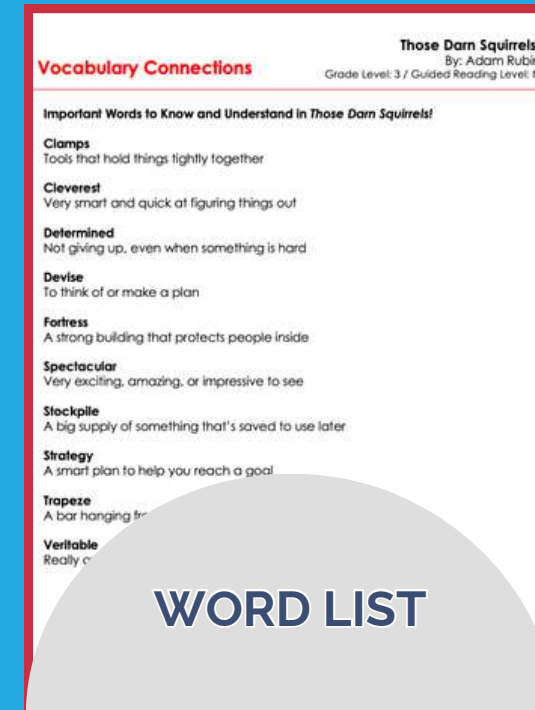 Those Darn Squirrels
By: Adam Rubin
Vocabulary Connections
Grade Level: 3 / Guided Reading Level:
Important Words to Know and Understand in Those Darn Squirrels!
Clamps
Tools that hold things tightly together
Cleverest
Very smart and quick at figuring things out
Determined
Not giving up, even when something is hard
Devise
To think of or make a plan
Fortress
A strong building that protects people inside
Spectacular
Very exciting, amazing, or impressive to see
Stockpile
A big supply of something that's saved to use later
Strategy
A smart plan to help you reach a goal
Trapeze
A bar hanging
Veritable
Really
WORD LIST